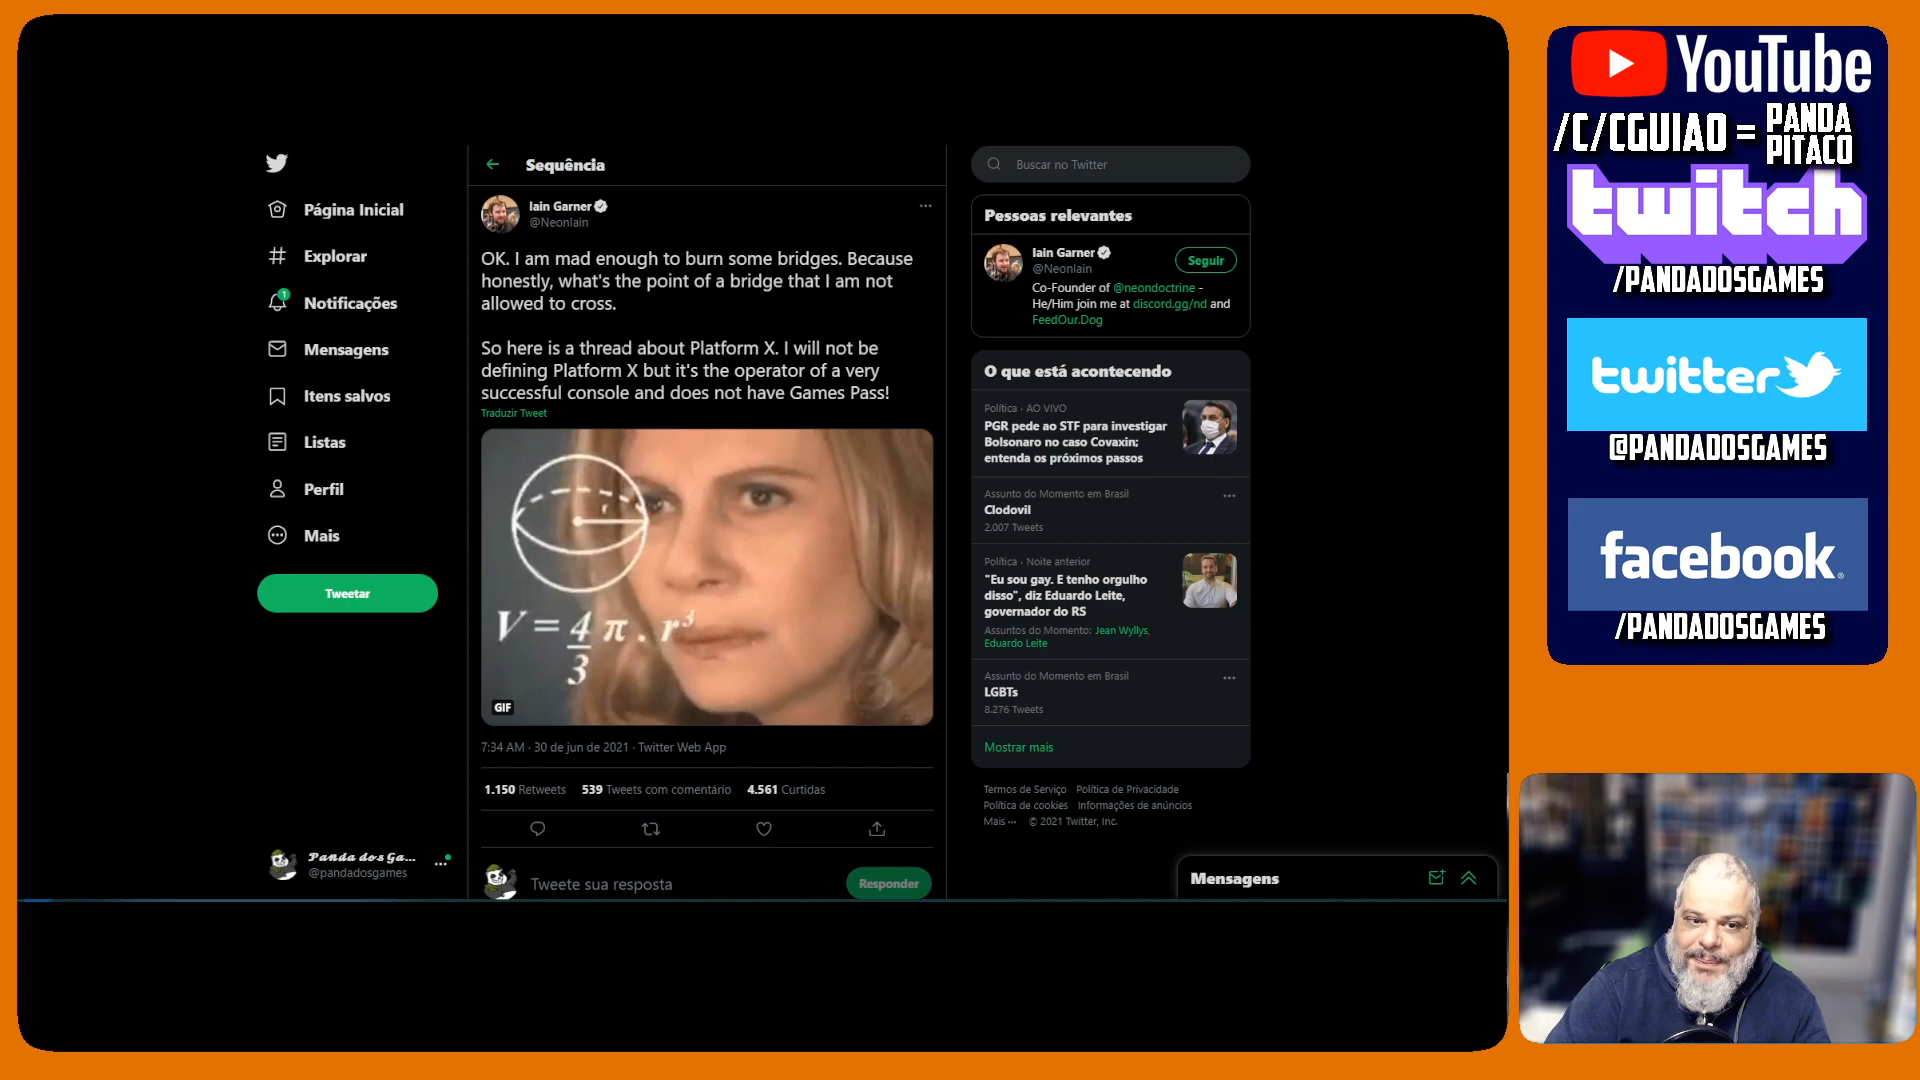 Página Inicial
Explorar
1
Notificações
Mensagens
Itens salvos
Listas
Perfil
Mais
Tweetar
Panda dos Ga...
@pandadosgames
Sequência
Iain Garner
@NeonIain
OK. I am mad enough to burn some bridges. Because
honestly, what's the point of a bridge that I am not
allowed to cross.
So here is a thread about Platform X. I will not be
defining Platform X but it's the operator of a very
successful console and does not have Games Pass!
Traduzir Tweet
r
V = 4/3 π . r³
GIF
7:34 AM · 30 de jun de 2021 · Twitter Web App
1.150 Retweets 539 Tweets com comentário 4.561 Curtidas
Tweete sua resposta
Responder
Buscar no Twitter
Pessoas relevantes
Iain Garner
@NeonIain
Seguir
Co-Founder of @neondoctrine -
He/Him join me at discord.gg/nd and
FeedOur.Dog
O que está acontecendo
Política · AO VIVO
PGR pede ao STF para investigar
Bolsonaro no caso Covaxin;
entenda os próximos passos
Assunto do Momento em Brasil
Clodovil
2.007 Tweets
Política · Noite anterior
"Eu sou gay. E tenho orgulho
disso", diz Eduardo Leite,
governador do RS
Assuntos do Momento: Jean Wyllys,
Eduardo Leite
Assunto do Momento em Brasil
LGBTs
8.276 Tweets
Mostrar mais
Termos de Serviço Política de Privacidade
Política de cookies Informações de anúncios
Mais ··· © 2021 Twitter, Inc.
Mensagens
YouTube
/C/CGUIAO = PANDA
PITACO
twitch
/PANDADOSGAMES
twitter
@PANDADOSGAMES
facebook®
/PANDADOSGAMES